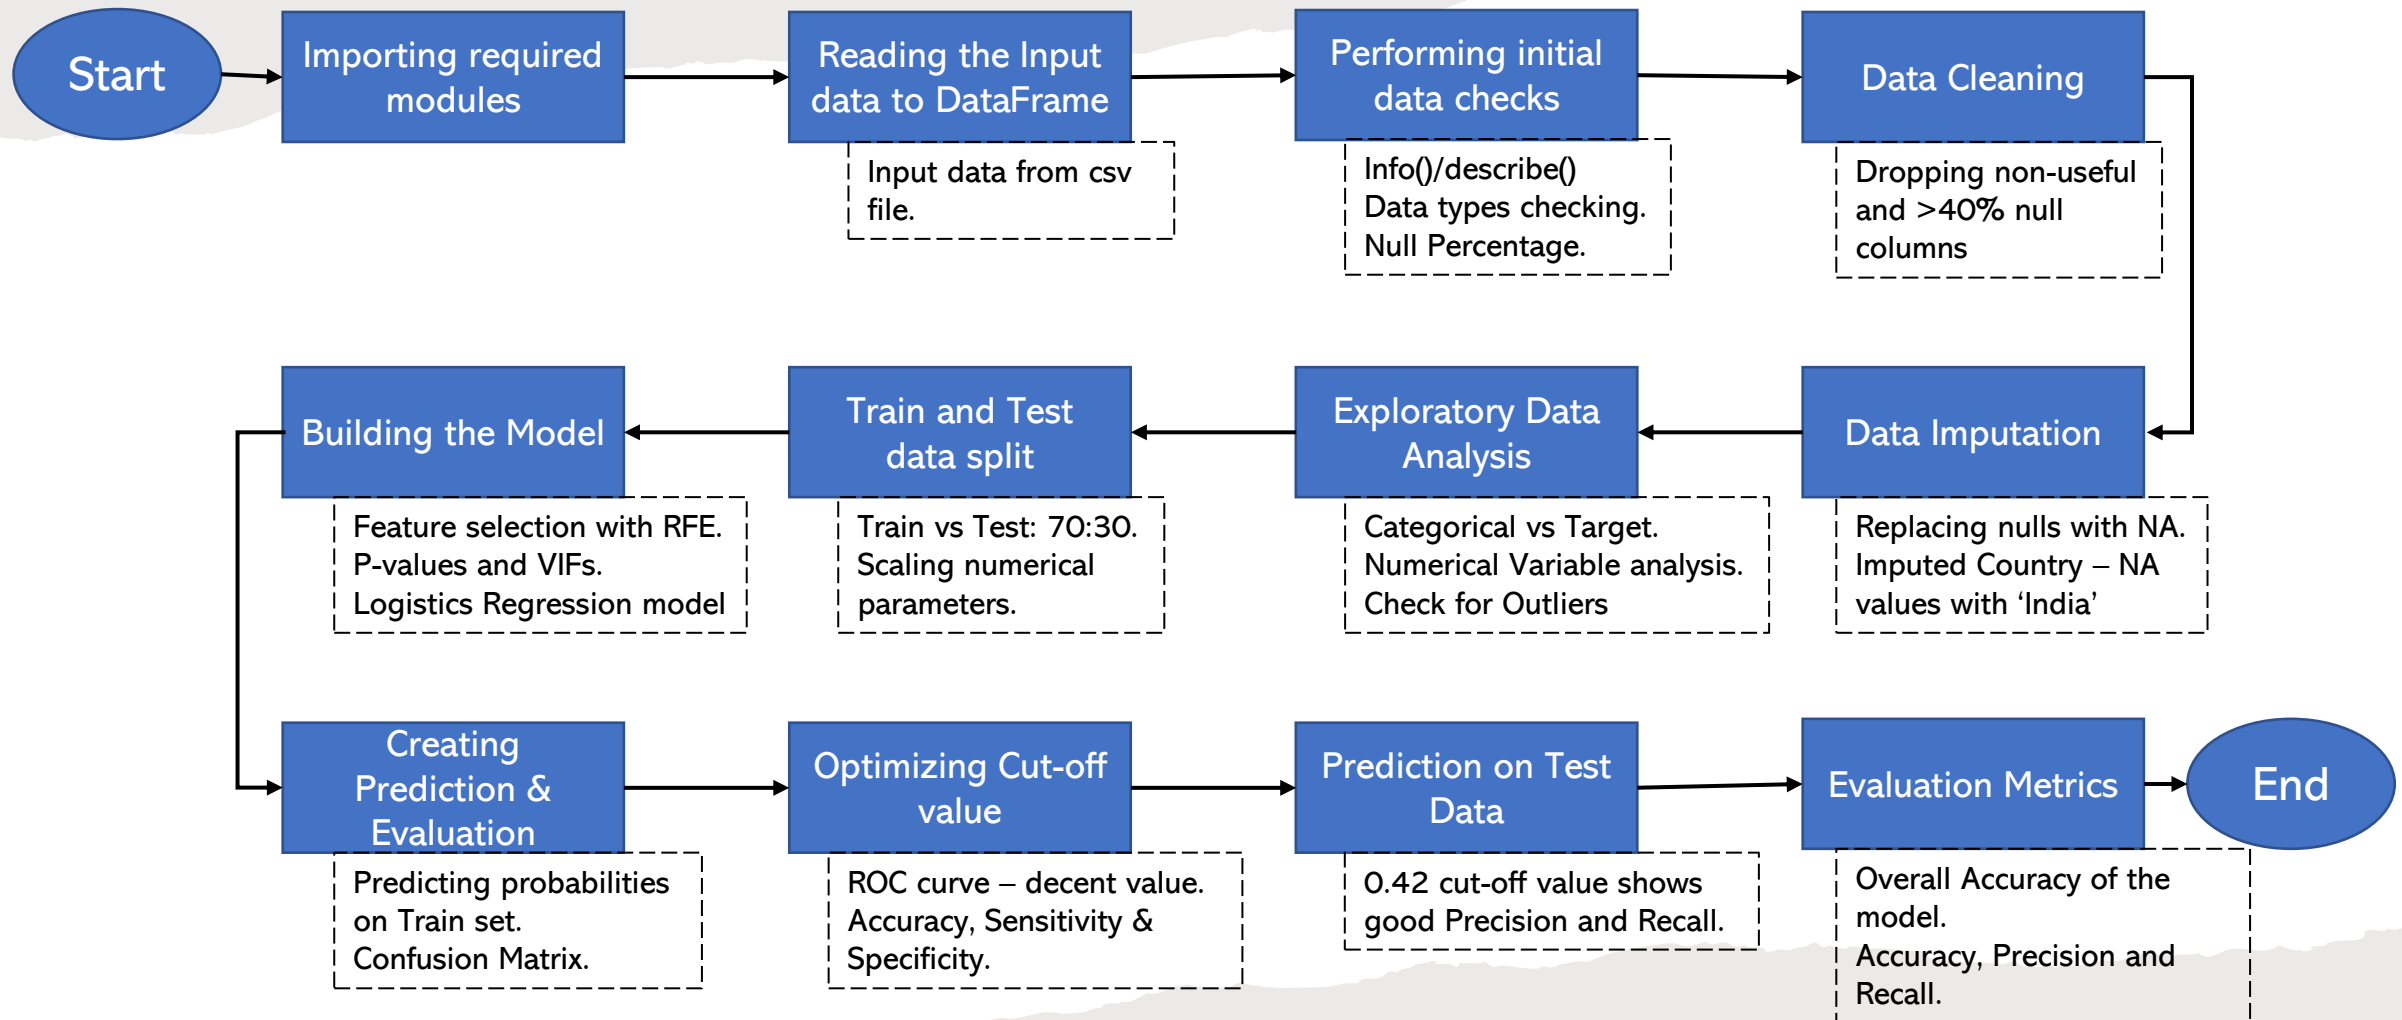 Start
Importing required
modules
Reading the Input
data to DataFrame
Input data from csv
file.
Performing initial
data checks
Info()/describe()
Data types checking.
Null Percentage.
Data Cleaning
Dropping non-useful
and >40% null
columns
Data Imputation
Replacing nulls with NA.
Imputed Country – NA
values with ‘India’
Exploratory Data
Analysis
Categorical vs Target.
Numerical Variable analysis.
Check for Outliers
Train and Test
data split
Train vs Test: 70:30.
Scaling numerical
parameters.
Building the Model
Feature selection with RFE.
P-values and VIFs.
Logistics Regression model
Creating
Prediction &
Evaluation
Predicting probabilities
on Train set.
Confusion Matrix.
Optimizing Cut-off
value
ROC curve – decent value.
Accuracy, Sensitivity &
Specificity.
Prediction on Test
Data
0.42 cut-off value shows
good Precision and Recall.
Evaluation Metrics
Overall Accuracy of the
model.
Accuracy, Precision and
Recall.
End